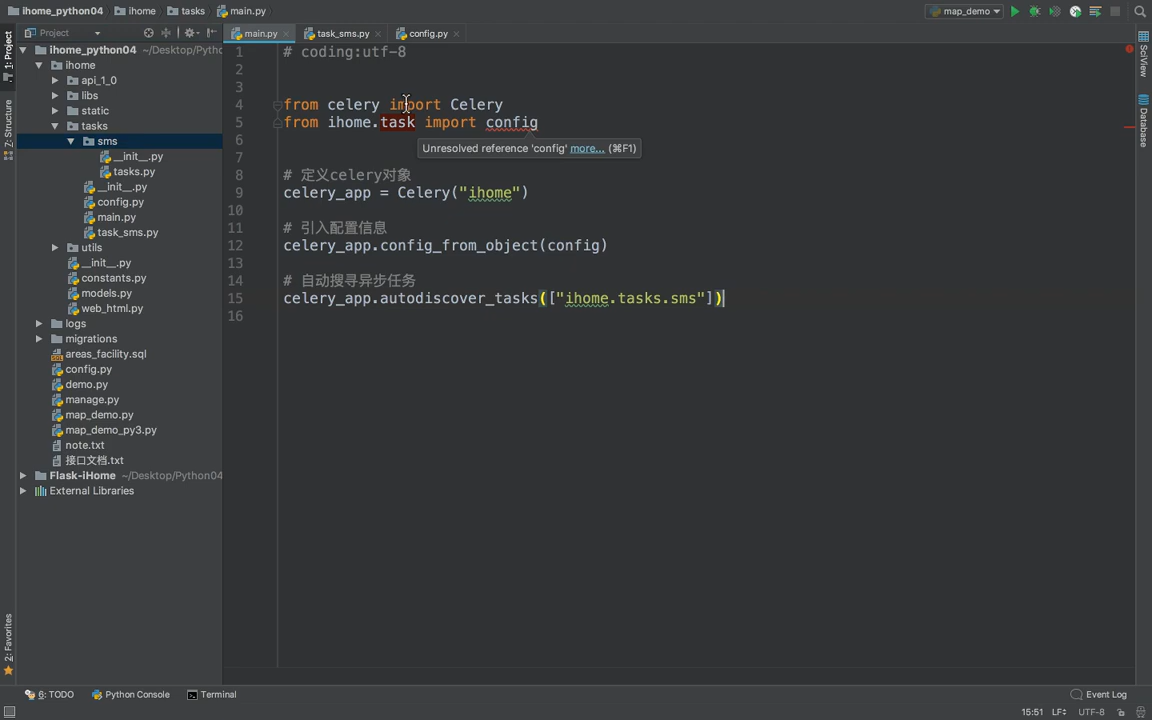 ihome_python04 ihome tasks main.py map_demo
Project main.py task_sms.py config.py
1: Project
7: Structure
2: Favorites
SciView
Database
ihome_python04 ~/Desktop/Pytho
ihome
api_1_0
libs
static
tasks
sms
__init__.py
tasks.py
__init__.py
config.py
main.py
task_sms.py
utils
__init__.py
constants.py
models.py
web_html.py
logs
migrations
areas_facility.sql
config.py
demo.py
manage.py
map_demo.py
map_demo_py3.py
note.txt
接口文档.txt
Flask-iHome ~/Desktop/Python04
External Libraries
1 # coding:utf-8
2
3
4 from celery import Celery
5 from ihome.task import config
6
Unresolved reference 'config' more... (⌘F1)
7
8 # 定义celery对象
9 celery_app = Celery("ihome")
10
11 # 引入配置信息
12 celery_app.config_from_object(config)
13
14 # 自动搜寻异步任务
15 celery_app.autodiscover_tasks(["ihome.tasks.sms"])
16
6: TODO Python Console Terminal Event Log
15:51 LF UTF-8